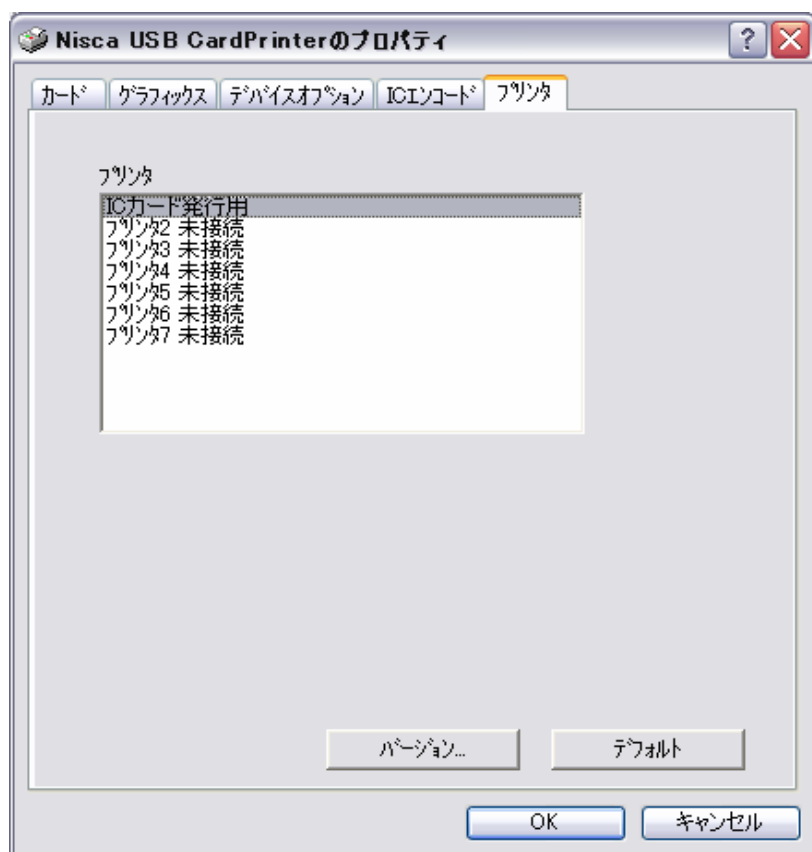 Nisca USB CardPrinterのプロパティ
カード グラフィックス デバイスオプション ICエンコード プリンタ
プリンタ
ICカード発行用
プリンタ2 未接続
プリンタ3 未接続
プリンタ4 未接続
プリンタ5 未接続
プリンタ6 未接続
プリンタ7 未接続
バージョン... デフォルト
OK キャンセル